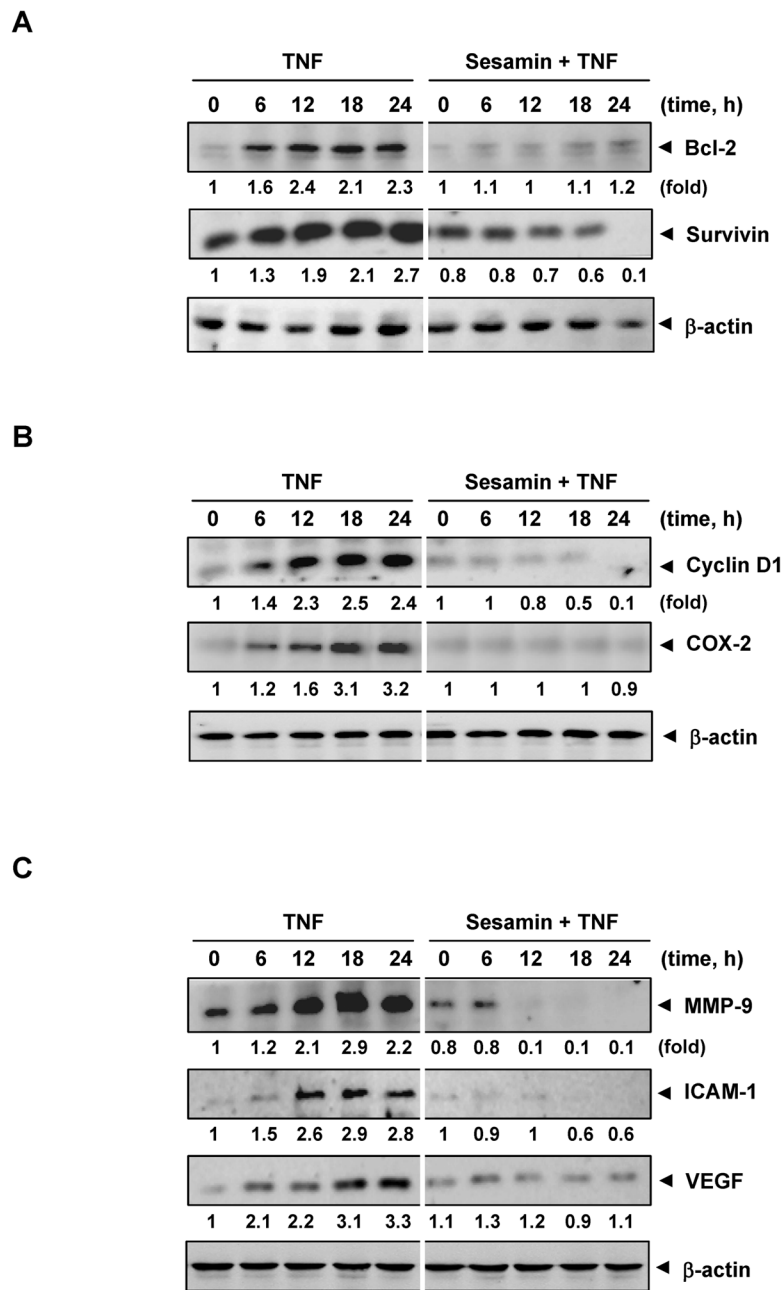 A
TNF Sesamin + TNF
0 6 12 18 24 0 6 12 18 24 (time, h)
Bcl-2
1 1.6 2.4 2.1 2.3 1 1.1 1 1.1 1.2 (fold)
Survivin
1 1.3 1.9 2.1 2.7 0.8 0.8 0.7 0.6 0.1
β-actin
B
TNF Sesamin + TNF
0 6 12 18 24 0 6 12 18 24 (time, h)
Cyclin D1
1 1.4 2.3 2.5 2.4 1 1 0.8 0.5 0.1 (fold)
COX-2
1 1.2 1.6 3.1 3.2 1 1 1 1 0.9
β-actin
C
TNF Sesamin + TNF
0 6 12 18 24 0 6 12 18 24 (time, h)
MMP-9
1 1.2 2.1 2.9 2.2 0.8 0.8 0.1 0.1 0.1 (fold)
ICAM-1
1 1.5 2.6 2.9 2.8 1 0.9 1 0.6 0.6
VEGF
1 2.1 2.2 3.1 3.3 1.1 1.3 1.2 0.9 1.1
β-actin